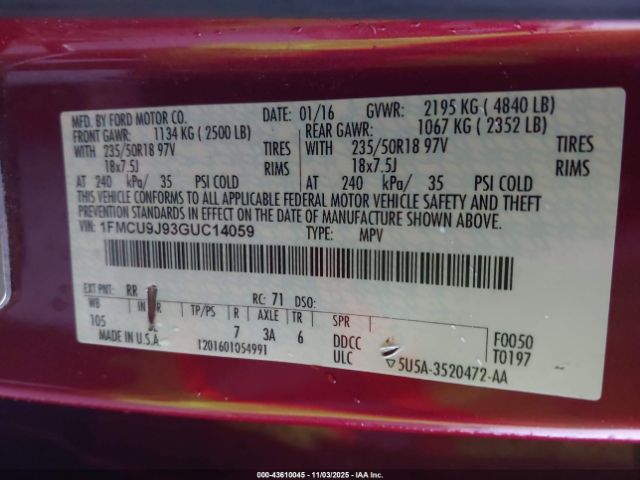 MFD. BY FORD MOTOR CO. DATE: 01/16 GVWR: 2195 KG ( 4840 LB)
FRONT GAWR: 1134 KG ( 2500 LB) REAR GAWR: 1067 KG ( 2352 LB)
WITH 235/50R18 97V TIRES WITH 235/50R18 97V TIRES
18x7.5J RIMS 18x7.5J RIMS
AT 240 kPa/ 35 PSI COLD AT 240 kPa/ 35 PSI COLD
THIS VEHICLE CONFORMS TO ALL APPLICABLE FEDERAL MOTOR VEHICLE SAFETY AND THEFT
PREVENTION STANDARDS IN EFFECT ON THE DATE OF MANUFACTURE SHOWN ABOVE.
VIN: 1FMCU9J93GUC14059 TYPE: MPV
EXT PNT: RR RC: 71 DSO:
WB TP/PS R AXLE TR SPR
105 7 3A 6 DDCC F0050
MADE IN U.S.A. 1201601054991 ULC ▽5U5A-3520472-AA T0197
000-43610045 - 11/03/2025 - IAA Inc.